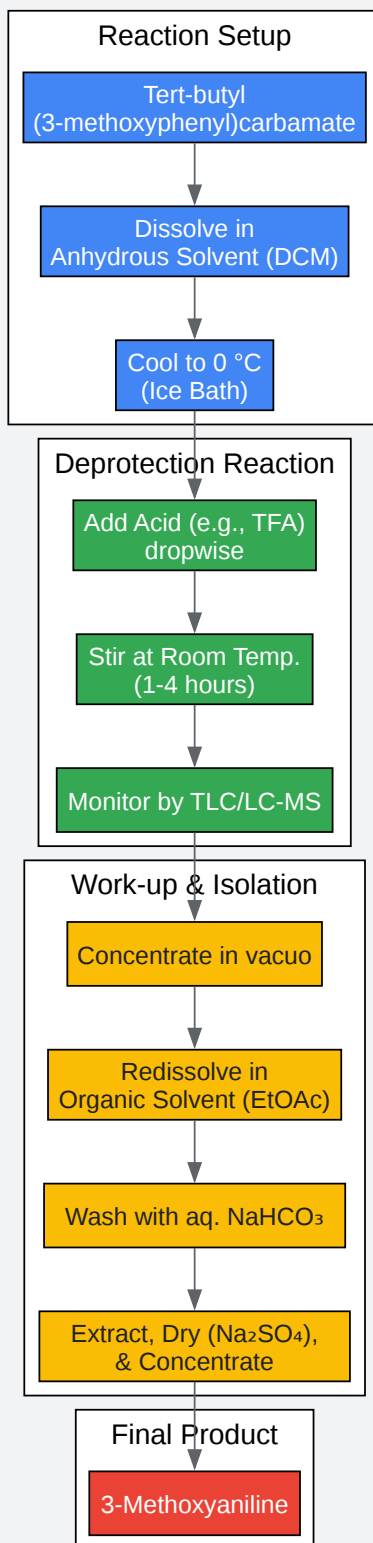 Reaction Setup
Tert-butyl
(3-methoxyphenyl)carbamate
Dissolve in
Anhydrous Solvent (DCM)
Cool to 0 °C
(Ice Bath)
Deprotection Reaction
Add Acid (e.g., TFA)
dropwise
Stir at Room Temp.
(1-4 hours)
Monitor by TLC/LC-MS
Work-up & Isolation
Concentrate in vacuo
Redissolve in
Organic Solvent (EtOAc)
Wash with aq. NaHCO₃
Extract, Dry (Na₂SO₄),
& Concentrate
Final Product
3-Methoxyaniline